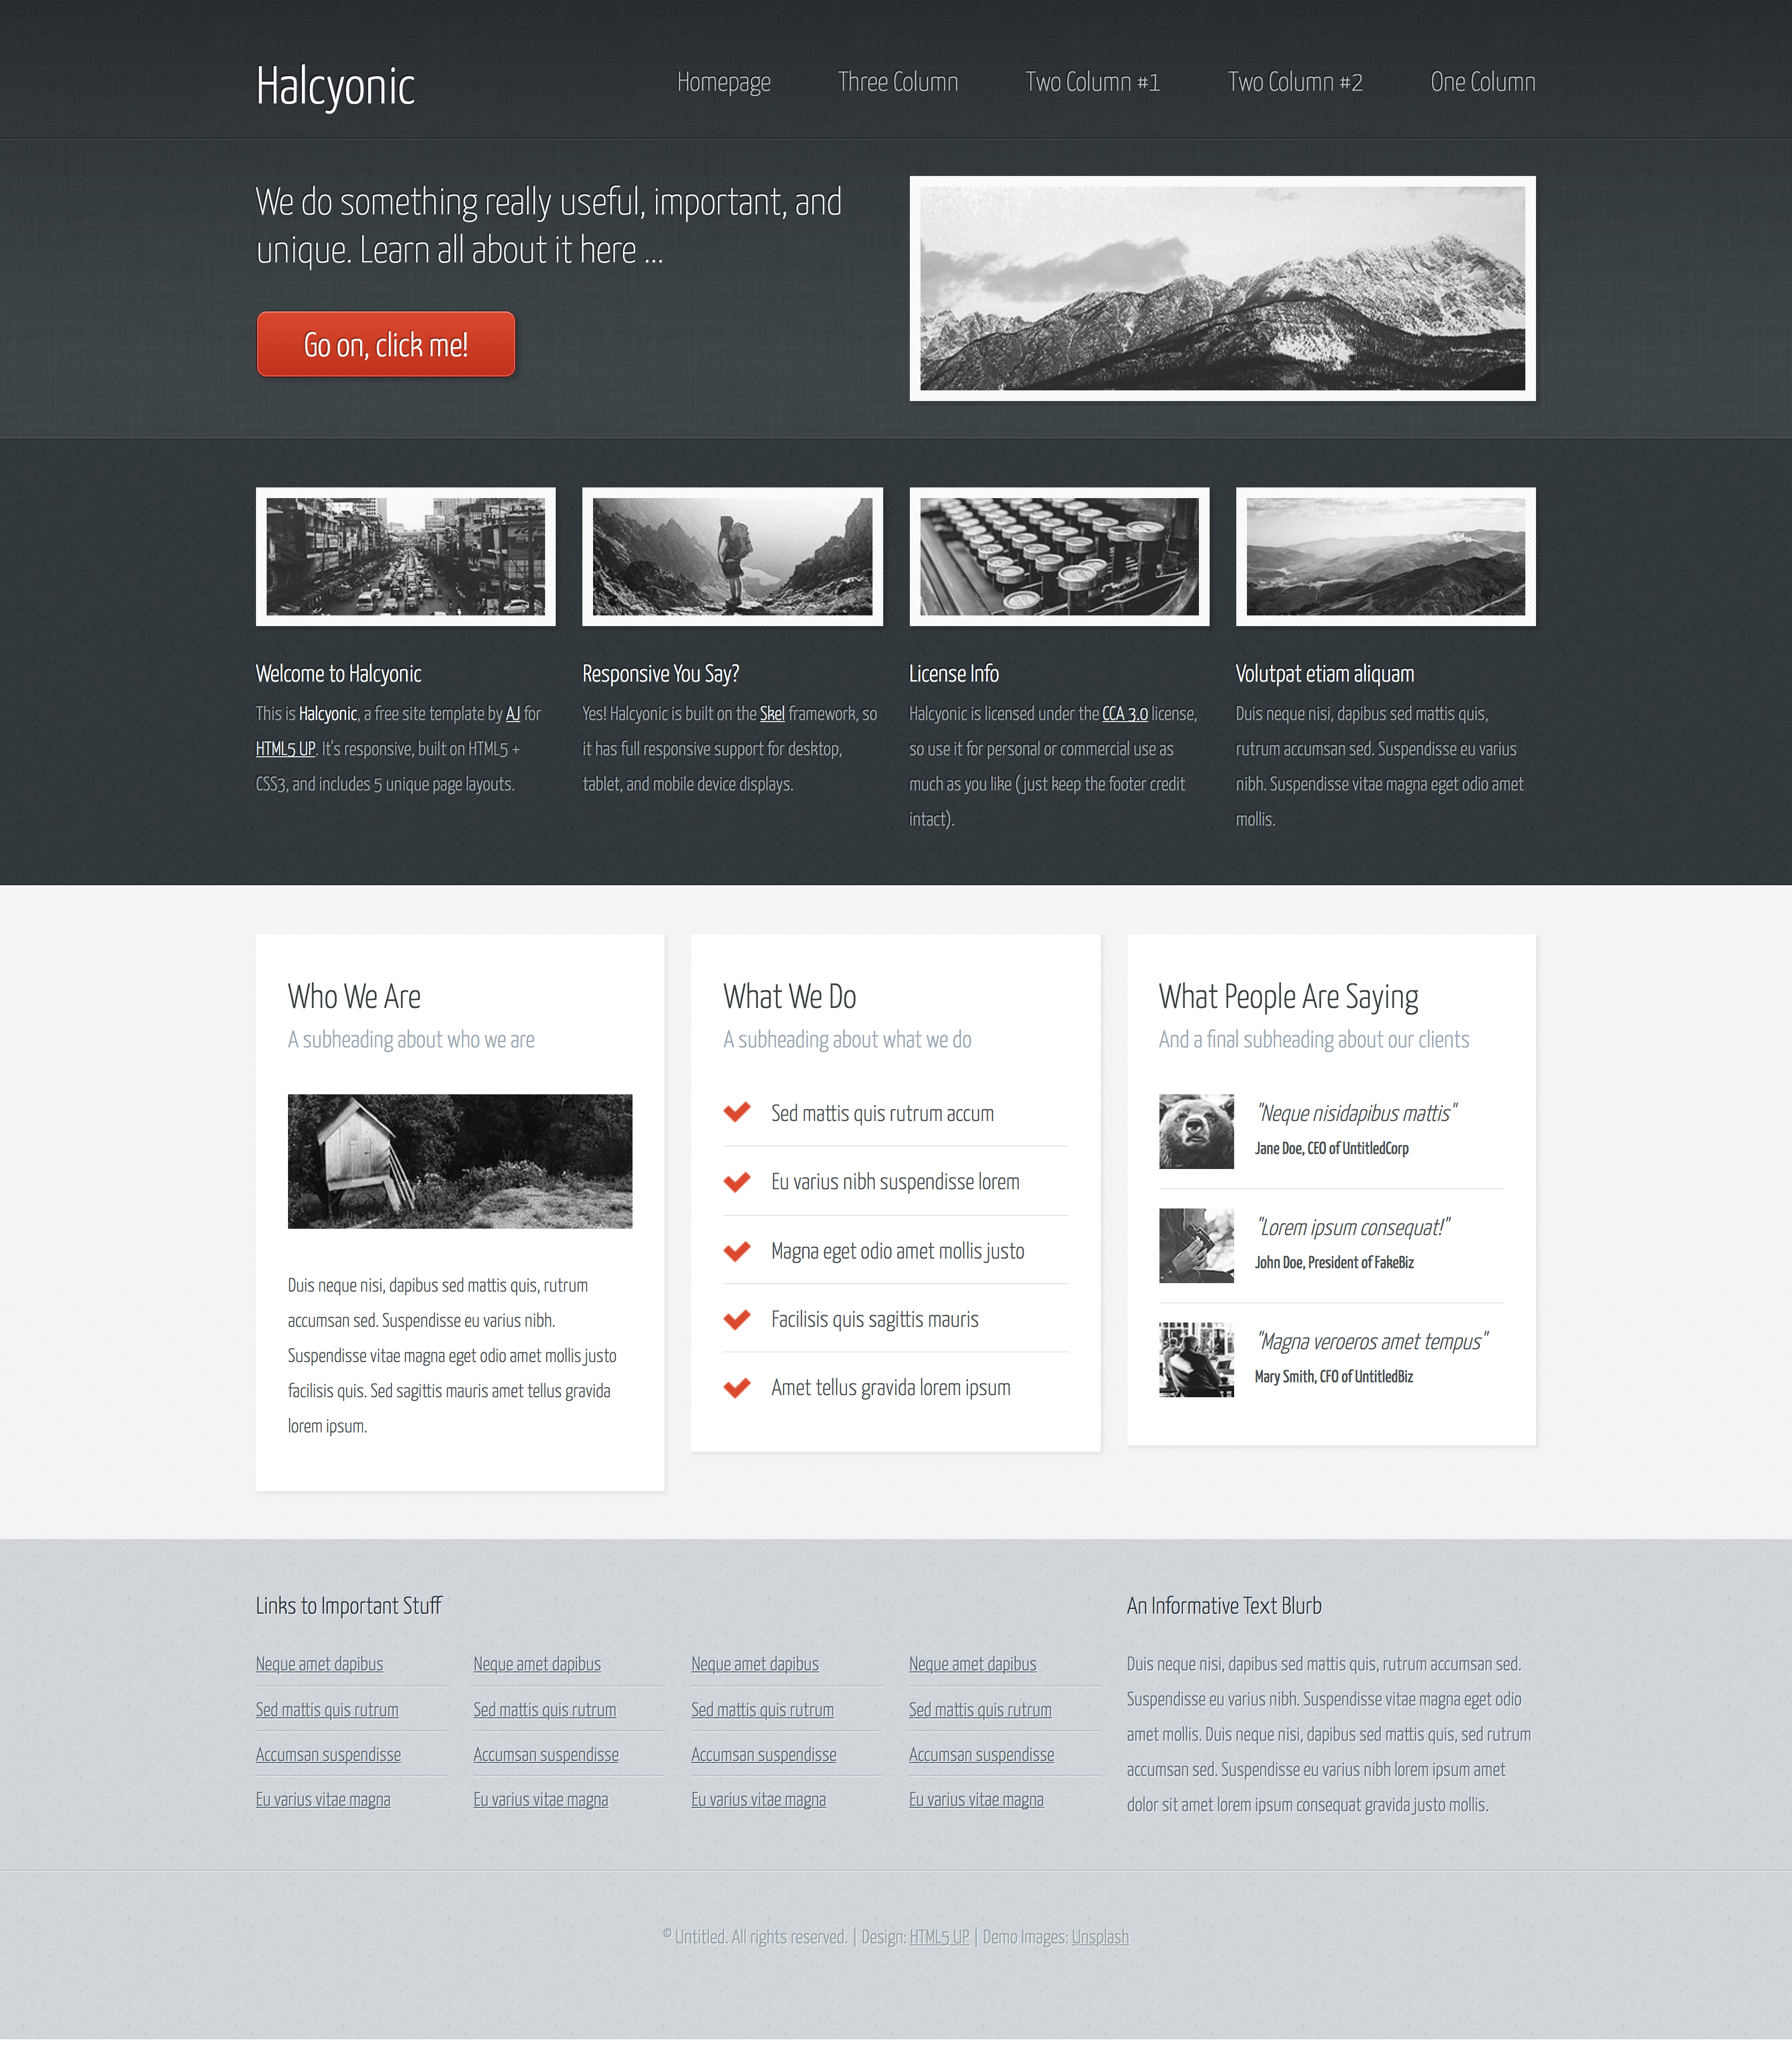 Halcyonic
Homepage
Three Column
Two Column #1
Two Column #2
One Column
We do something really useful, important, and
unique. Learn all about it here ...
Go on, click me!
Welcome to Halcyonic
This is Halcyonic, a free site template by AJ for
HTML5 UP. It's responsive, built on HTML5 +
CSS3, and includes 5 unique page layouts.
Responsive You Say?
Yes! Halcyonic is built on the Skel framework, so
it has full responsive support for desktop,
tablet, and mobile device displays.
License Info
Halcyonic is licensed under the CCA 3.0 license,
so use it for personal or commercial use as
much as you like (just keep the footer credit
intact).
Volutpat etiam aliquam
Duis neque nisi, dapibus sed mattis quis,
rutrum accumsan sed. Suspendisse eu varius
nibh. Suspendisse vitae magna eget odio amet
mollis.
Who We Are
A subheading about who we are
Duis neque nisi, dapibus sed mattis quis, rutrum
accumsan sed. Suspendisse eu varius nibh.
Suspendisse vitae magna eget odio amet mollis justo
facilisis quis. Sed sagittis mauris amet tellus gravida
lorem ipsum.
What We Do
A subheading about what we do
Sed mattis quis rutrum accum
Eu varius nibh suspendisse lorem
Magna eget odio amet mollis justo
Facilisis quis sagittis mauris
Amet tellus gravida lorem ipsum
What People Are Saying
And a final subheading about our clients
"Neque nisidapibus mattis"
Jane Doe, CEO of UntitledCorp
"Lorem ipsum consequat!"
John Doe, President of FakeBiz
"Magna veroeros amet tempus"
Mary Smith, CFO of UntitledBiz
Links to Important Stuff
Neque amet dapibus
Sed mattis quis rutrum
Accumsan suspendisse
Eu varius vitae magna
Neque amet dapibus
Sed mattis quis rutrum
Accumsan suspendisse
Eu varius vitae magna
Neque amet dapibus
Sed mattis quis rutrum
Accumsan suspendisse
Eu varius vitae magna
Neque amet dapibus
Sed mattis quis rutrum
Accumsan suspendisse
Eu varius vitae magna
An Informative Text Blurb
Duis neque nisi, dapibus sed mattis quis, rutrum accumsan sed.
Suspendisse eu varius nibh. Suspendisse vitae magna eget odio
amet mollis. Duis neque nisi, dapibus sed mattis quis, sed rutrum
accumsan sed. Suspendisse eu varius nibh lorem ipsum amet
dolor sit amet lorem ipsum consequat gravida justo mollis.
© Untitled. All rights reserved. | Design: HTML5 UP | Demo Images: Unsplash